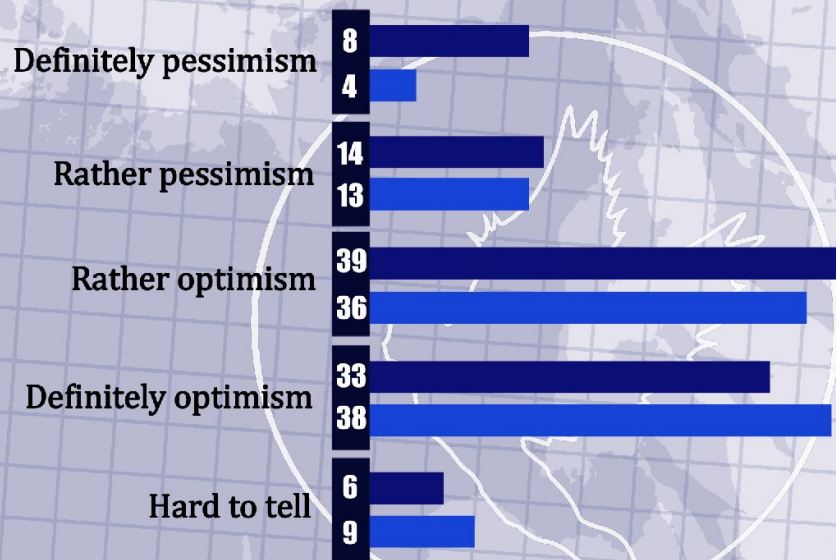 Definitely pessimism
8
4
Rather pessimism
14
13
Rather optimism
39
36
Definitely optimism
33
38
Hard to tell
6
9